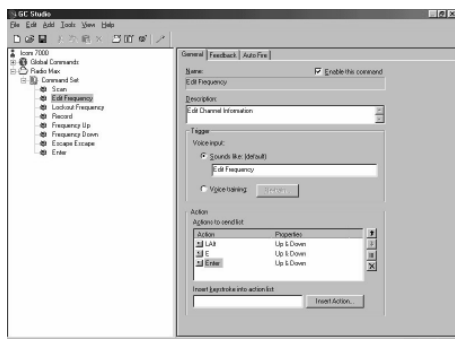 GC Studio
File Edit Add Tools View Help
Icom 7000
Global Commands
Radio Max
Command Set
Scan
Edit Frequency
Lockout Frequency
Record
Frequency Up
Frequency Down
Escape Escape
Enter
General Feedback Auto Fire
Name:
Enable this command
Edit Frequency
Description:
Edit Channel Information
Trigger
Voice input:
Sounds like: (default)
Edit Frequency
Voice training:
Action
Actions to send list:
Action Properties
LAlt Up & Down
E Up & Down
Enter Up & Down
Insert keystroke into action list
Insert Action...